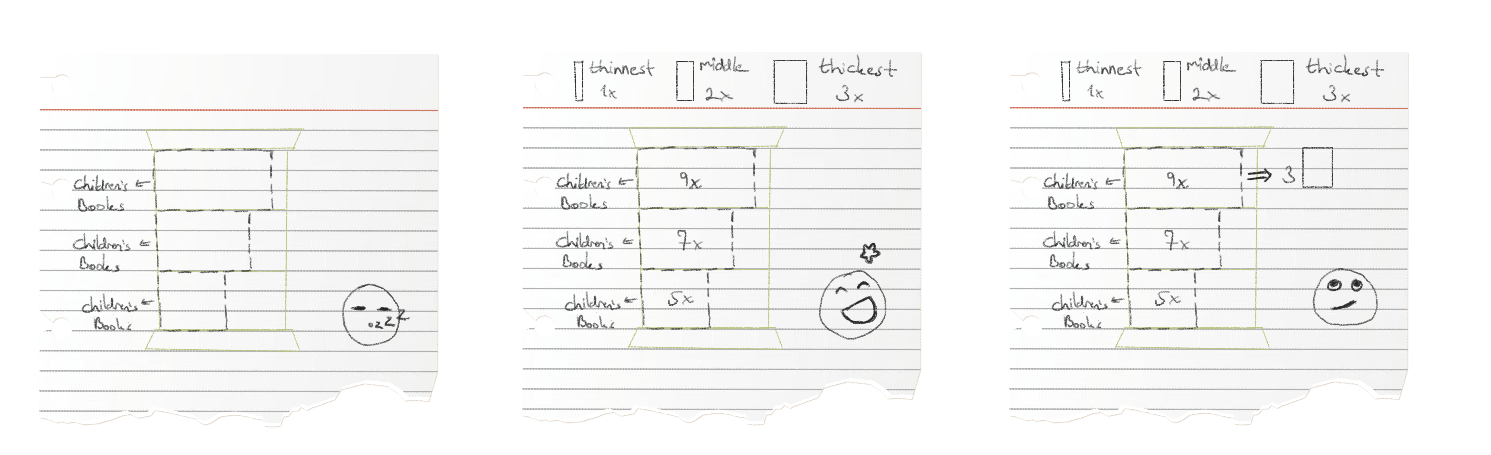 Children's
Books
Children's
Books
Children's
Books
ozzz
thinnest
1x
middle
2x
thickest
3x
Children's
Books
9x
Children's
Books
7x
Children's
Books
5x
thinnest
1x
middle
2x
thickest
3x
Children's
Books
9x ⇒ 3
Children's
Books
7x
Children's
Books
5x